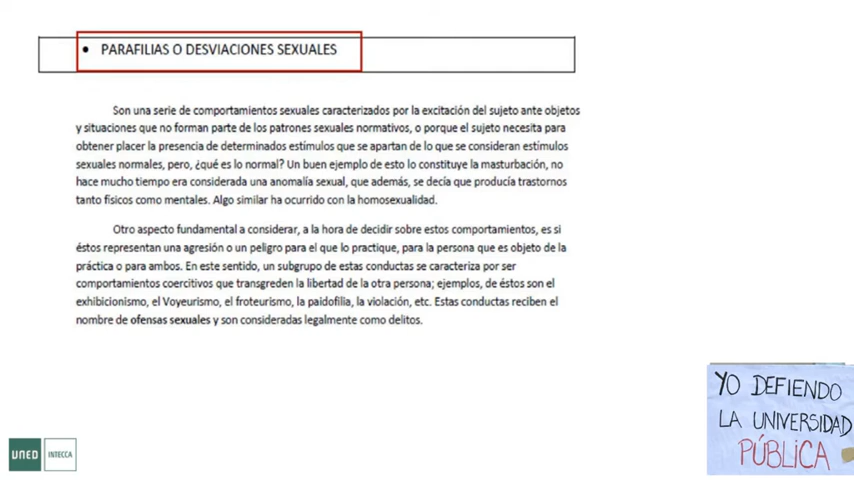 • PARAFILIAS O DESVIACIONES SEXUALES
Son una serie de comportamientos sexuales caracterizados por la excitación del sujeto ante objetos
y situaciones que no forman parte de los patrones sexuales normativos, o porque el sujeto necesita para
obtener placer la presencia de determinados estímulos que se apartan de lo que se consideran estímulos
sexuales normales, pero, ¿qué es lo normal? Un buen ejemplo de esto lo constituye la masturbación, no
hace mucho tiempo era considerada una anomalía sexual, que además, se decía que producía trastornos
tanto físicos como mentales. Algo similar ha ocurrido con la homosexualidad.
Otro aspecto fundamental a considerar, a la hora de decidir sobre estos comportamientos, es si
éstos representan una agresión o un peligro para el que lo practique, para la persona que es objeto de la
práctica o para ambos. En este sentido, un subgrupo de estas conductas se caracteriza por ser
comportamientos coercitivos que transgreden la libertad de la otra persona; ejemplos, de éstos son el
exhibicionismo, el Voyeurismo, el froteurismo, la paidofilia, la violación, etc. Estas conductas reciben el
nombre de ofensas sexuales y son consideradas legalmente como delitos.
YO DEFIENDO
LA UNIVERSIDAD
PÚBLICA
UNED INTECCA